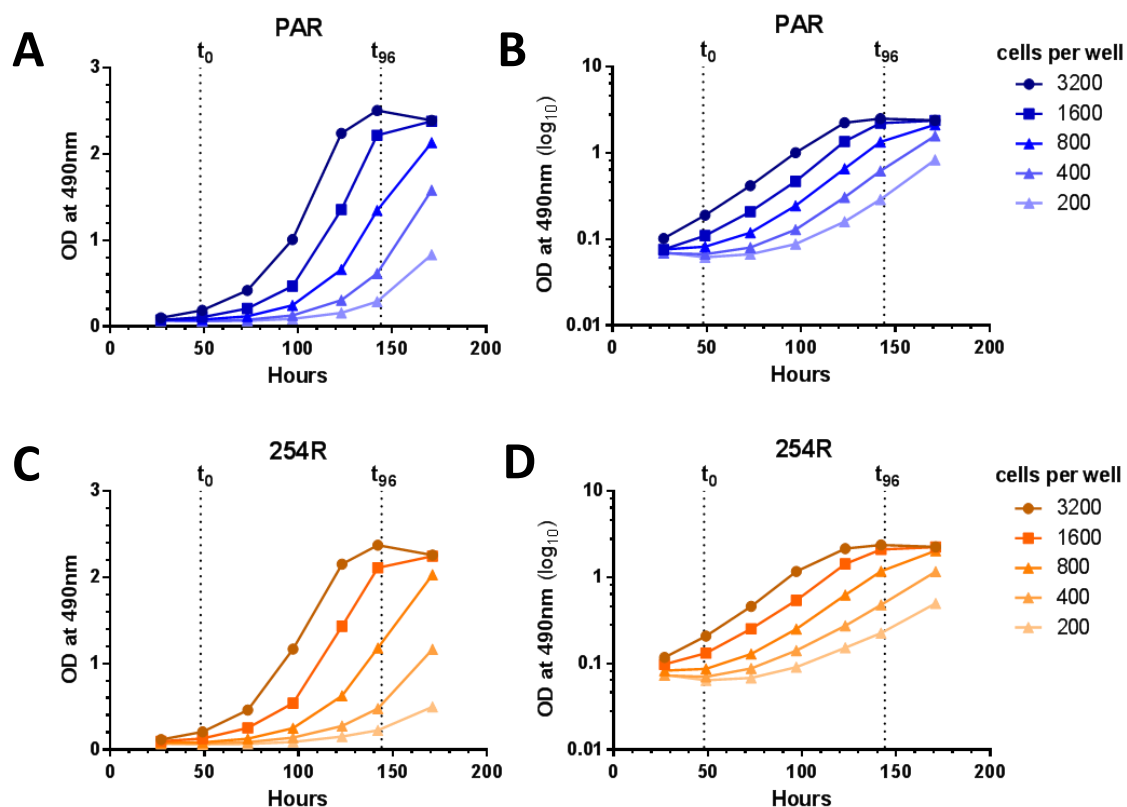 A
PAR
t0
t96
3
2
1
0
OD at 490nm
0
50
100
150
200
Hours
B
PAR
t0
t96
10
1
0.1
0.01
OD at 490nm (log10)
0
50
100
150
200
Hours
cells per well
3200
1600
800
400
200
C
254R
t0
t96
3
2
1
0
OD at 490nm
0
50
100
150
200
Hours
D
254R
t0
t96
10
1
0.1
0.01
OD at 490nm (log10)
0
50
100
150
200
Hours
cells per well
3200
1600
800
400
200